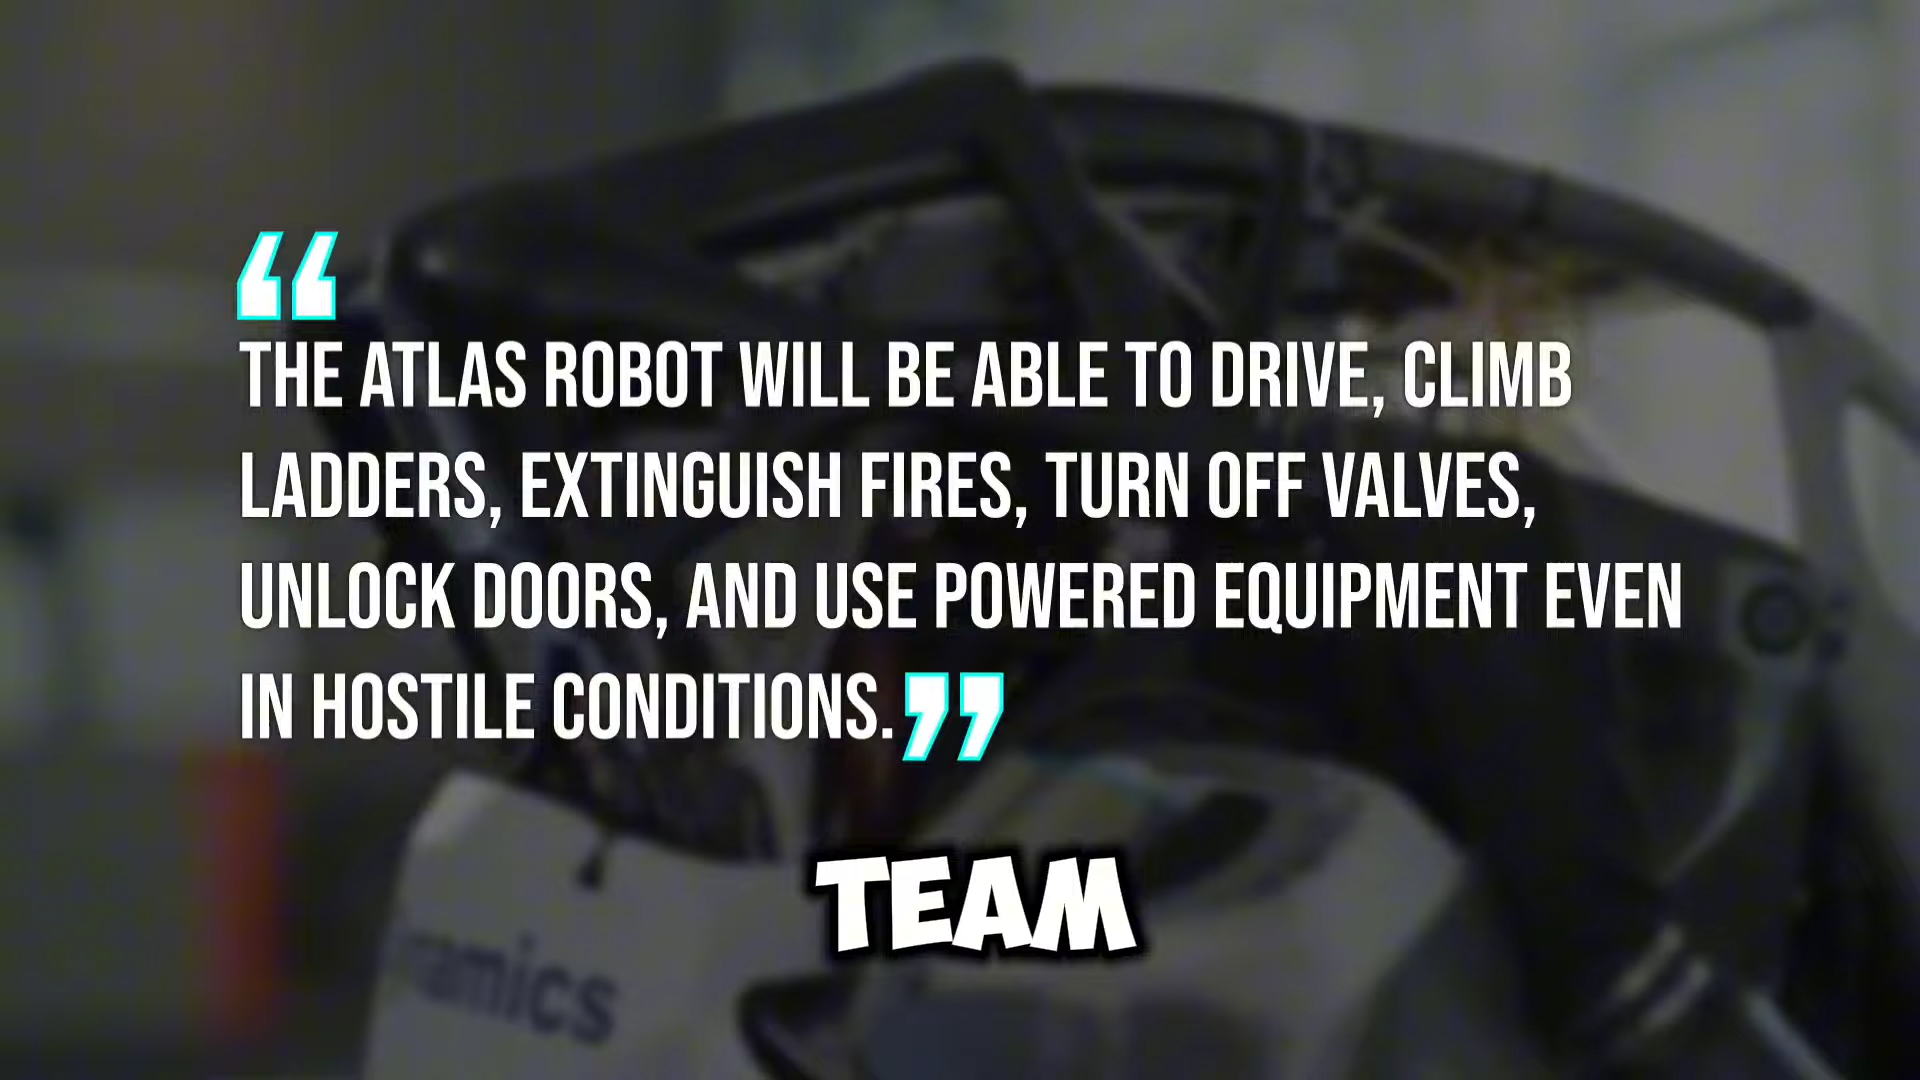 “
THE ATLAS ROBOT WILL BE ABLE TO DRIVE, CLIMB
LADDERS, EXTINGUISH FIRES, TURN OFF VALVES,
UNLOCK DOORS, AND USE POWERED EQUIPMENT EVEN
IN HOSTILE CONDITIONS.”
TEAM
namics